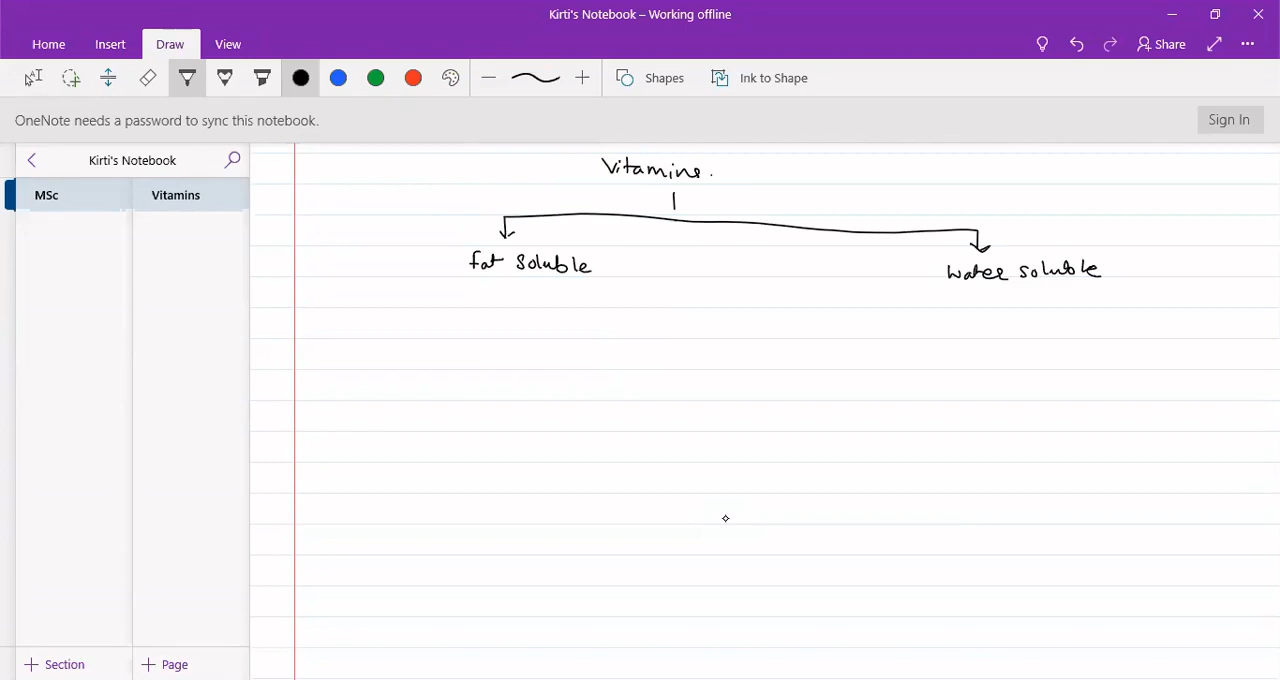 Kirti's Notebook – Working offline
Home Insert Draw View
Share
Shapes Ink to Shape
OneNote needs a password to sync this notebook.
Sign In
Kirti's Notebook
MSc Vitamins
Vitamins.
fat soluble water soluble
Section Page